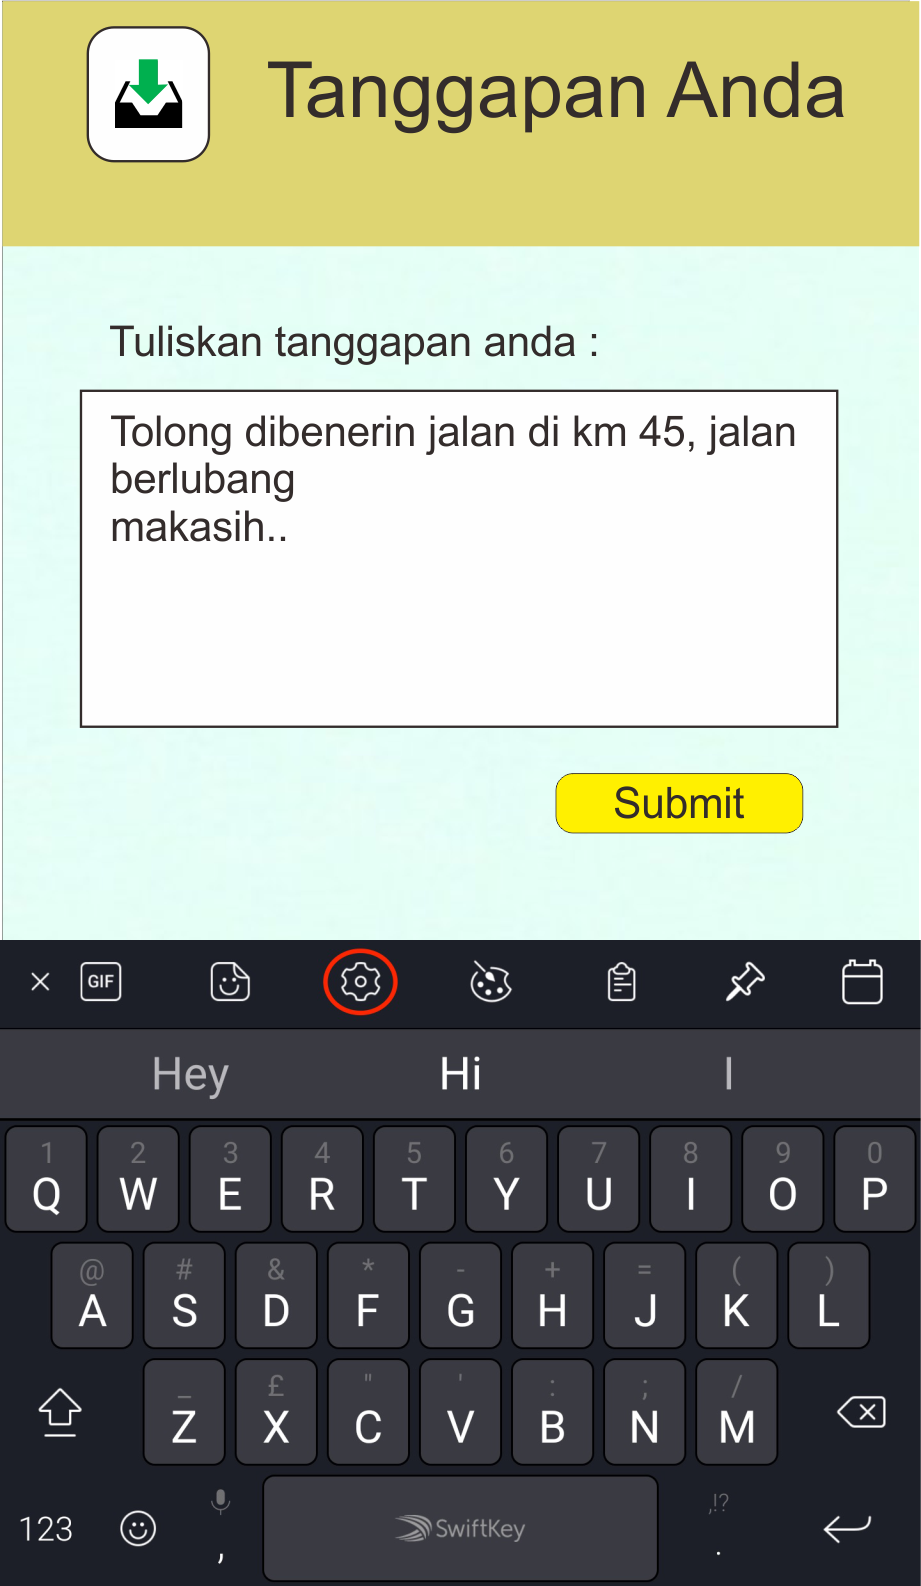 Tanggapan Anda
Tuliskan tanggapan anda :
Tolong dibenerin jalan di km 45, jalan
berlubang
makasih..
Submit
GIF
Hey Hi I
1 2 3 4 5 6 7 8 9 0
Q W E R T Y U I O P
@ # & * - + = ( )
A S D F G H J K L
_ £ " ' : ; /
Z X C V B N M
,!?
123 , SwiftKey .